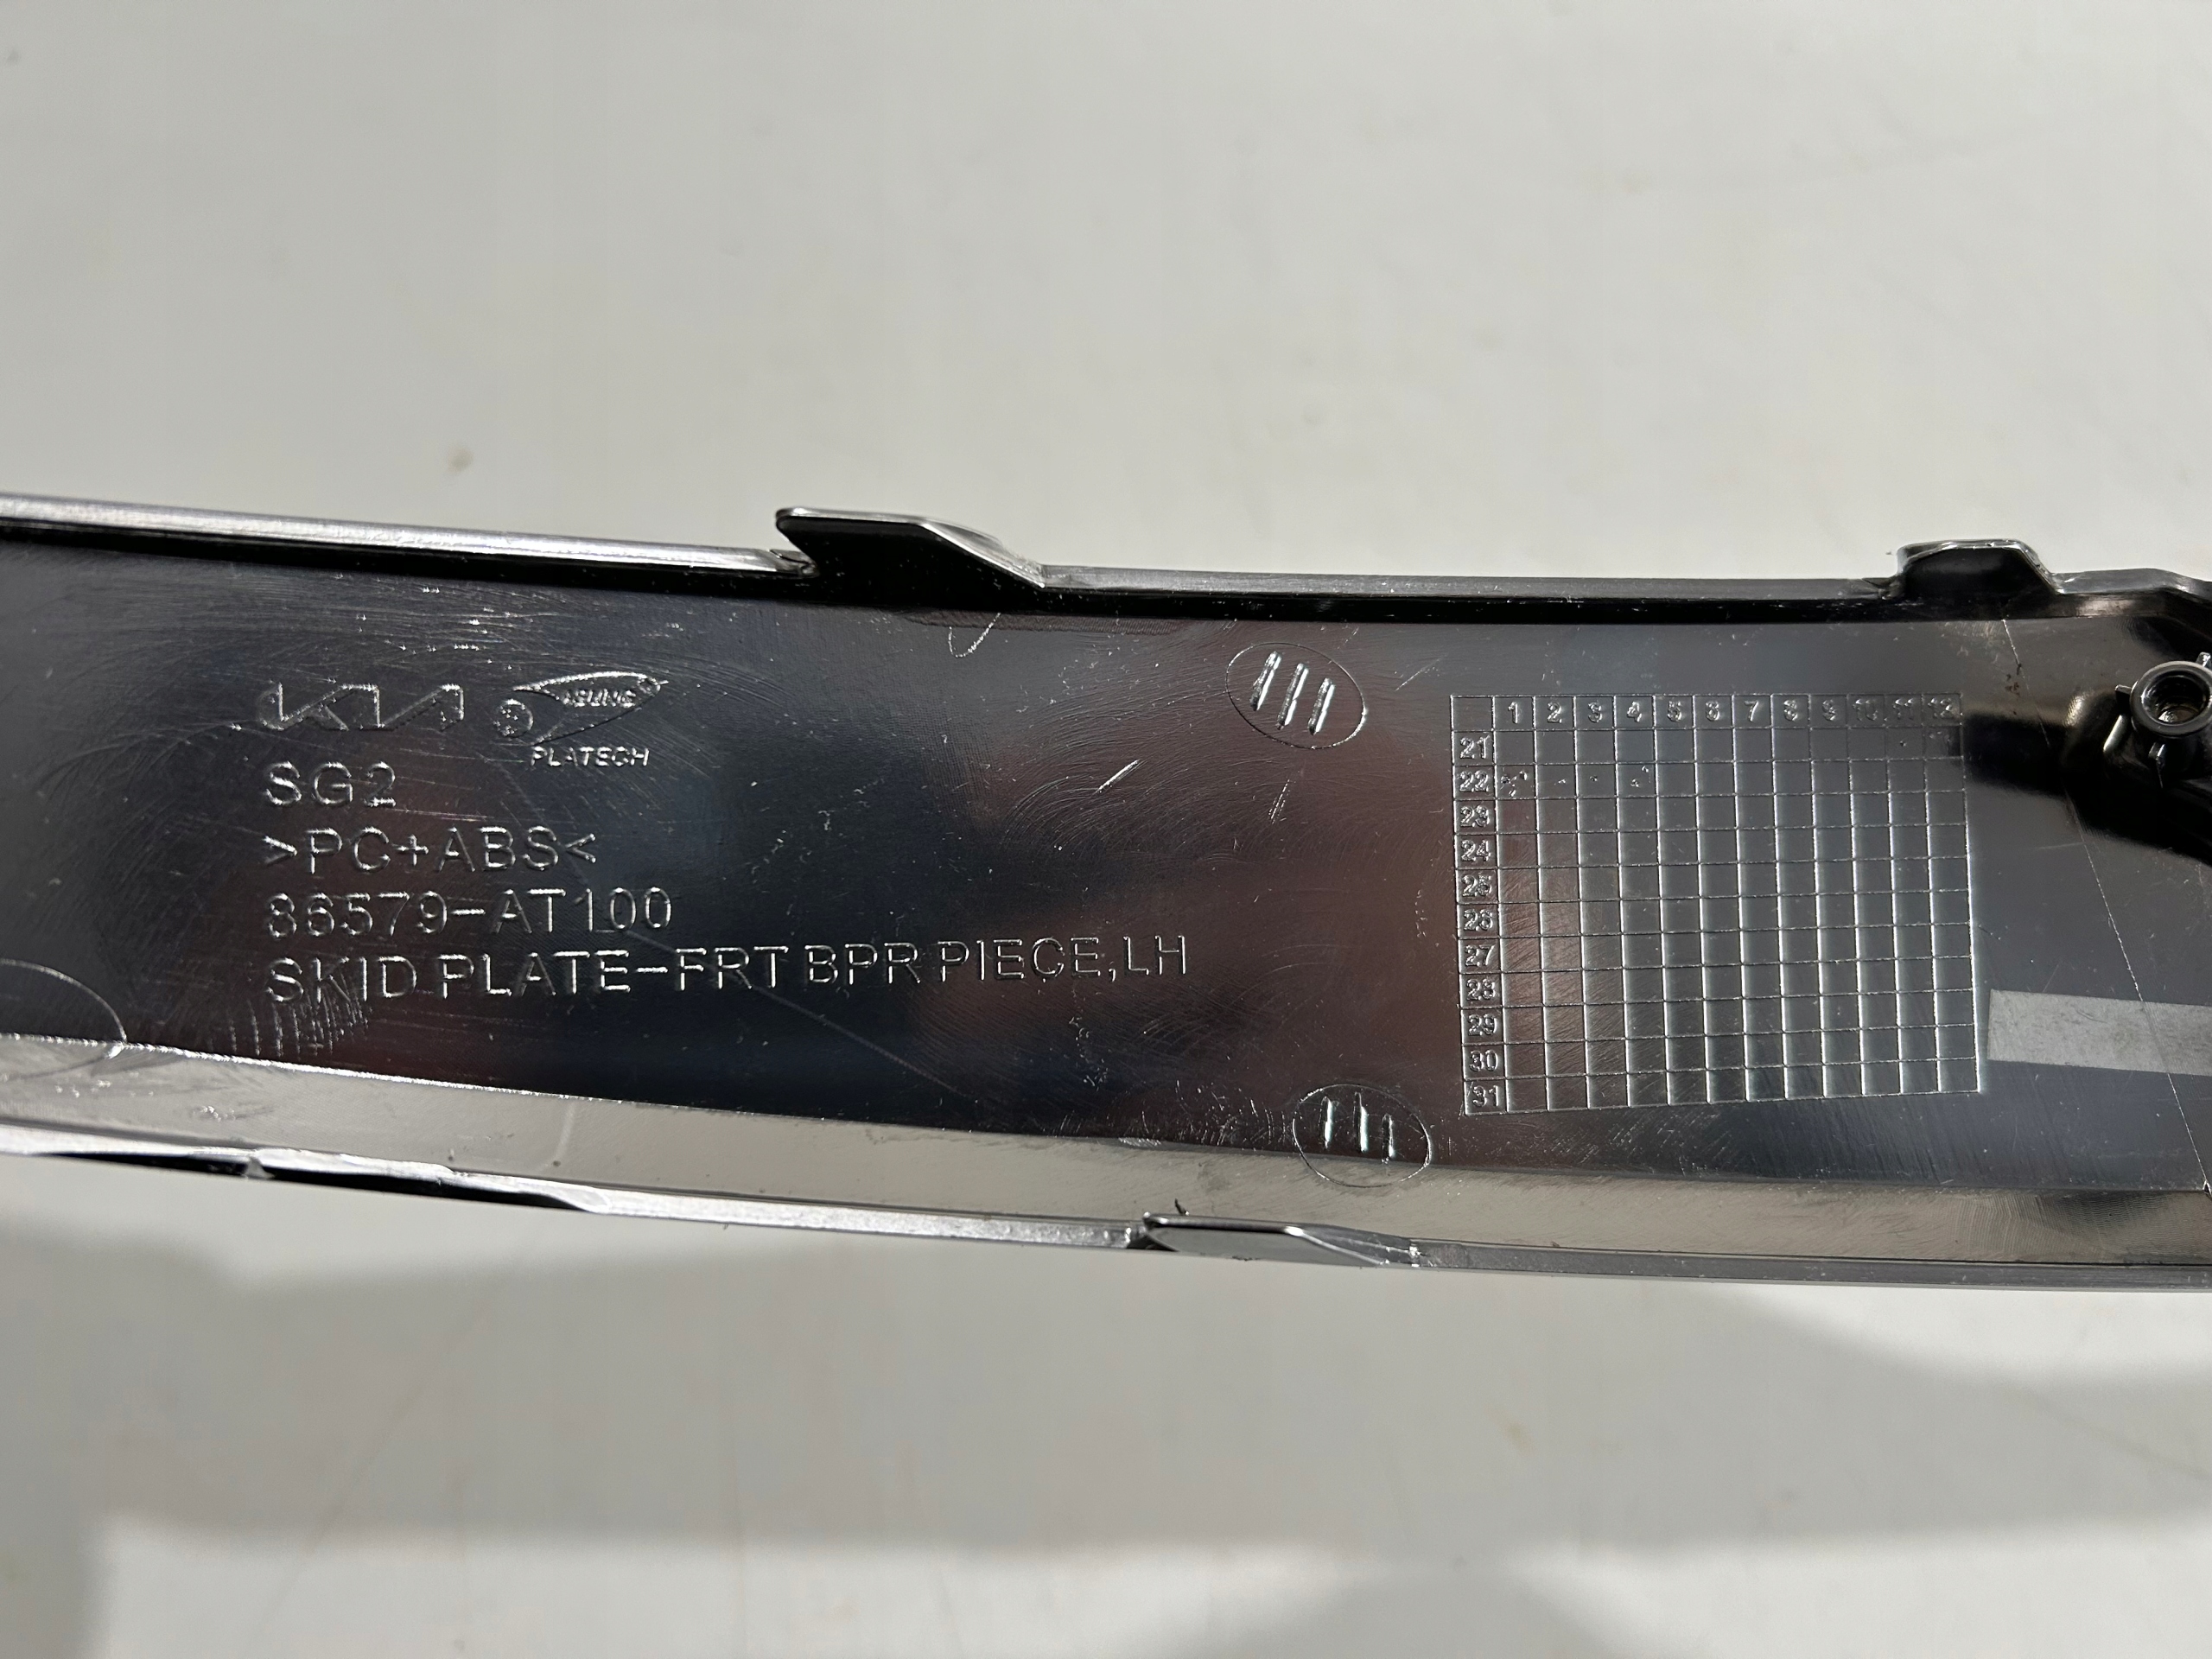 KIA
PLATECH
SG2
>PC+ABS<
86579-AT100
SKID PLATE-FRT BPR PIECE,LH
1 2 3 4 5 6 7 8 9 10 11 12
21
22
23
24
25
26
27
28
29
30
31